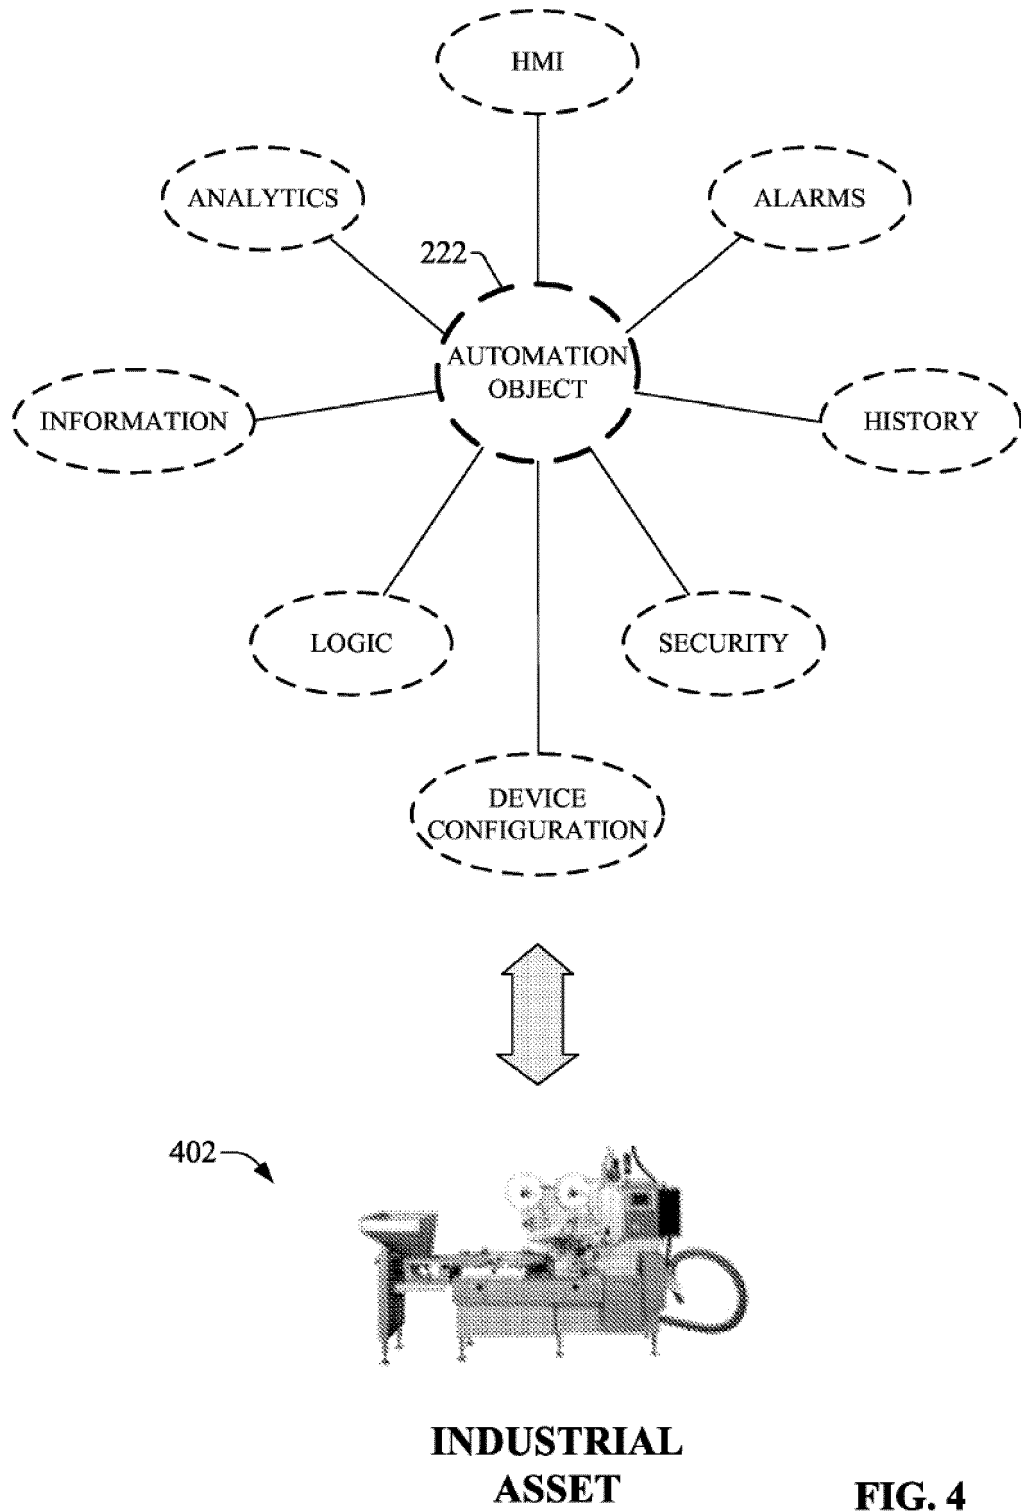 HMI
ANALYTICS
ALARMS
222
AUTOMATION
OBJECT
INFORMATION
HISTORY
LOGIC
SECURITY
DEVICE
CONFIGURATION
402
INDUSTRIAL
ASSET
FIG. 4